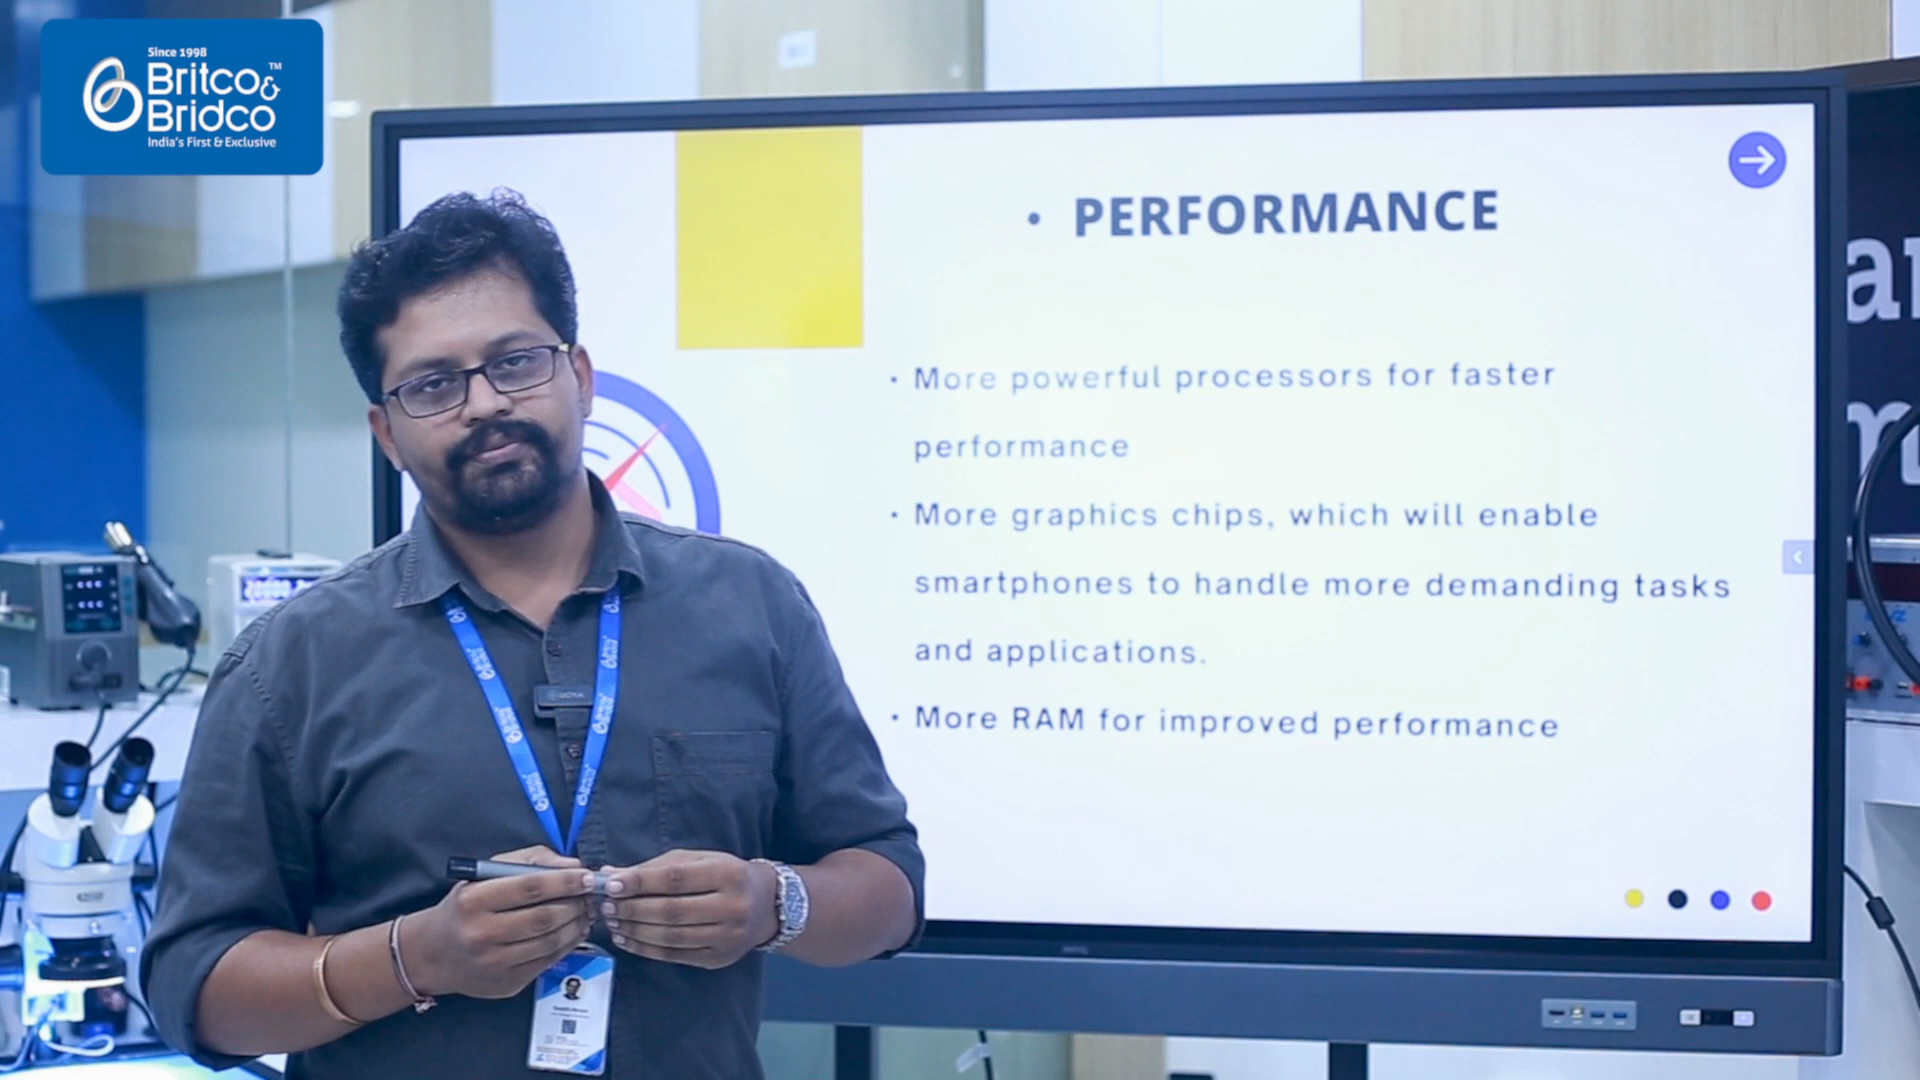 Since 1998
Britco &
Bridco
TM
India's First & Exclusive
• PERFORMANCE
• More powerful processors for faster
performance
• More graphics chips, which will enable
smartphones to handle more demanding tasks
and applications.
• More RAM for improved performance